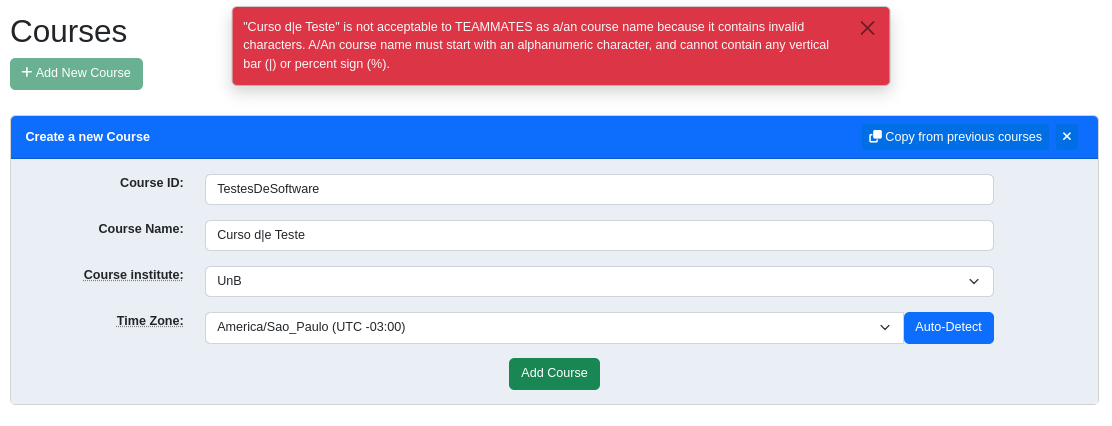 Courses
"Curso d|e Teste" is not acceptable to TEAMMATES as a/an course name because it contains invalid
characters. A/An course name must start with an alphanumeric character, and cannot contain any vertical
bar (|) or percent sign (%).
+ Add New Course
Create a new Course
Copy from previous courses
Course ID:
TestesDeSoftware
Course Name:
Curso d|e Teste
Course institute:
UnB
Time Zone:
America/Sao_Paulo (UTC -03:00)
Auto-Detect
Add Course